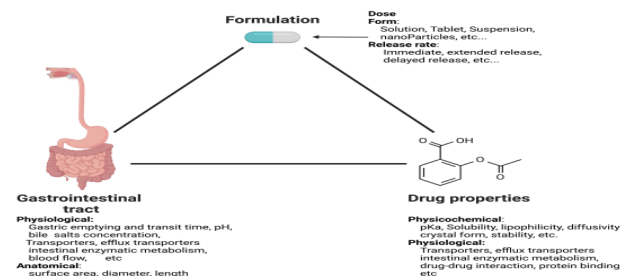 Formulation
Dose
Form:
Solution, Tablet, Suspension,
nanoParticles, etc...
Release rate:
Immediate, extended release,
delayed release, etc...
OH
O
O
O
Gastrointestinal
tract
Physiological:
Gastric emptying and transit time, pH,
bile salts concentration,
Transporters, efflux transporters
intestinal enzymatic metabolism,
blood flow, etc
Anatomical:
surface area, diameter, length
Drug properties
Physicochemical:
pKa, Solubility, lipophilicity, diffusivity
crystal form, stability, etc.
Physiological:
Transporters, efflux transporters
intestinal enzymatic metabolism,
drug-drug interaction, protein binding
etc